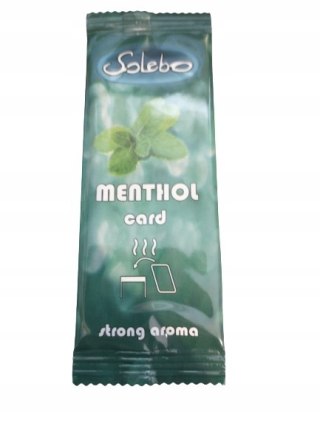 Solebo
MENTHOL
card
strong aroma